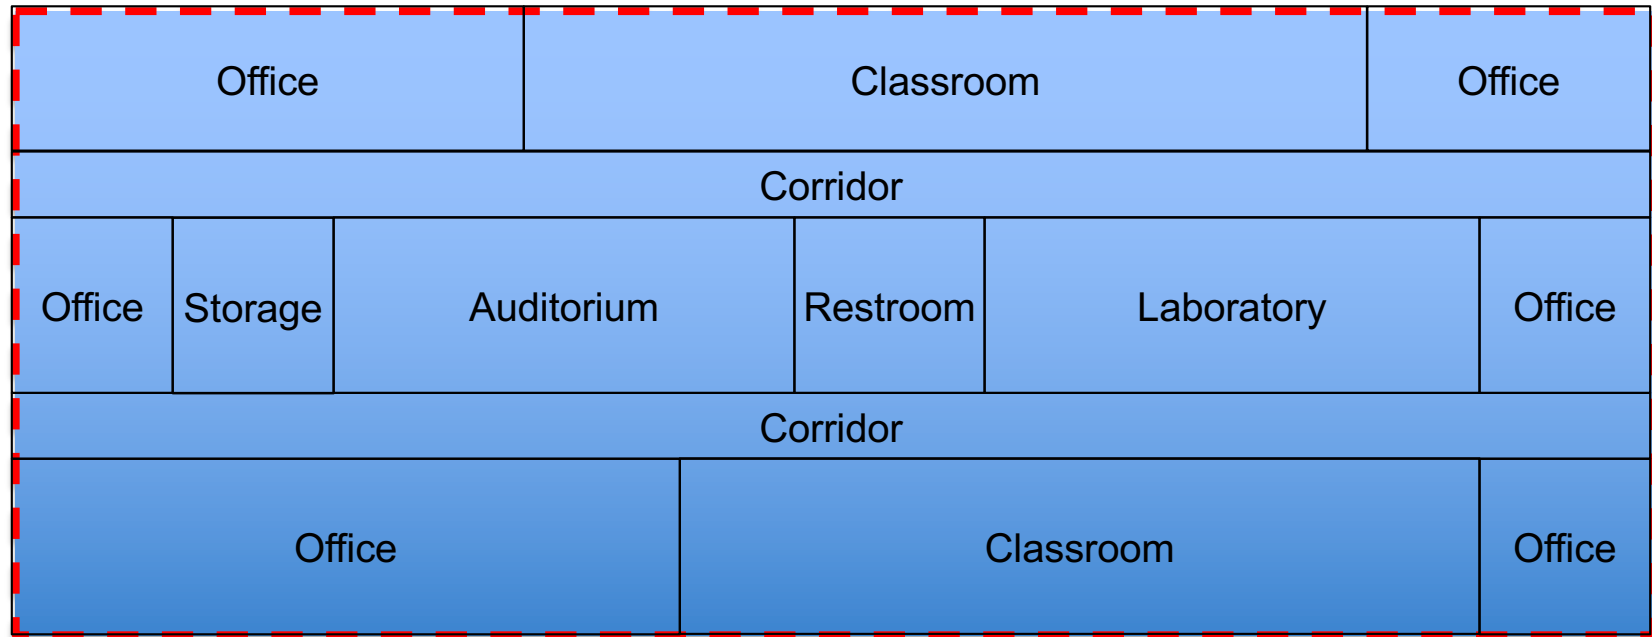 Office
Classroom
Office
Corridor
Office
Storage
Auditorium
Restroom
Laboratory
Office
Corridor
Office
Classroom
Office